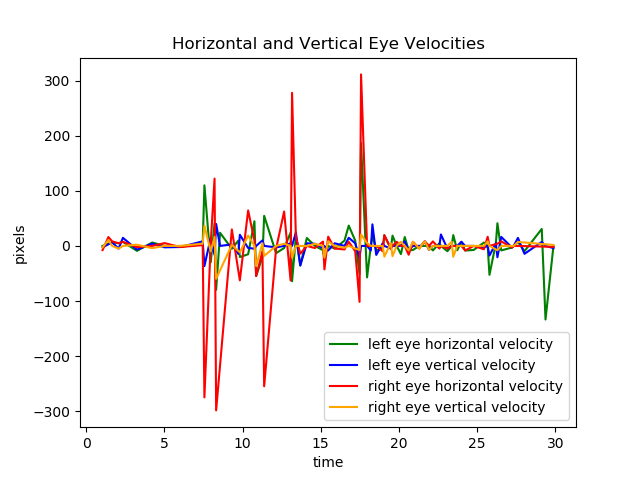 Horizontal and Vertical Eye Velocities
pixels
300
200
100
0
−100
−200
−300
left eye horizontal velocity
left eye vertical velocity
right eye horizontal velocity
right eye vertical velocity
0 5 10 15 20 25 30
time